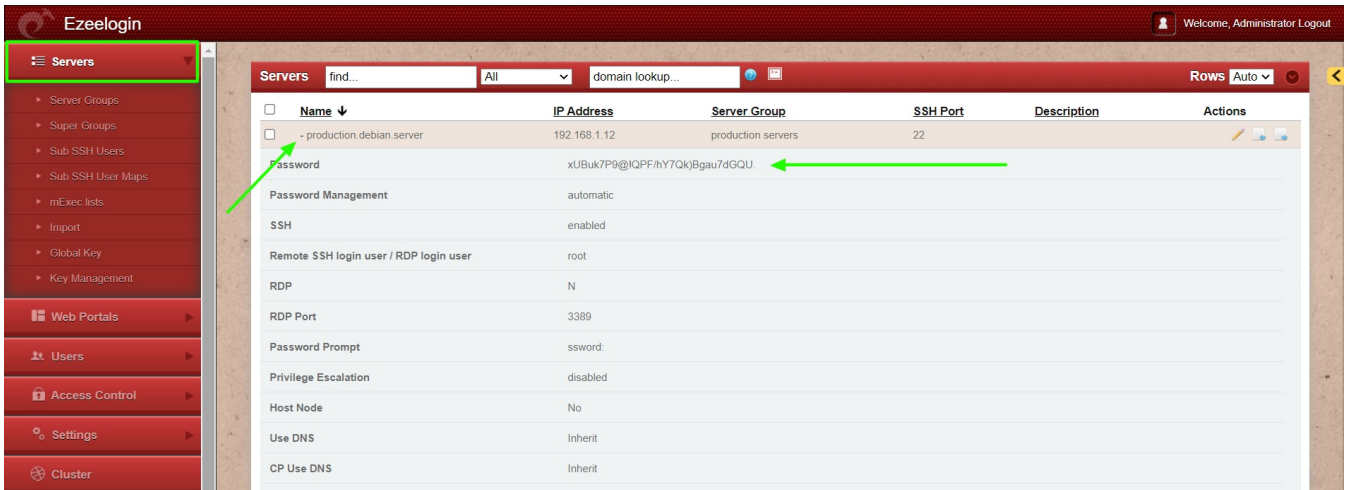 Ezeelogin
Welcome, Administrator Logout
Servers
Server Groups
Super Groups
Sub SSH Users
Sub SSH User Maps
mExec lists
Import
Global Key
Key Management
Web Portals
Users
Access Control
Settings
Cluster
Servers find... All domain lookup... Rows Auto
Name IP Address Server Group SSH Port Description Actions
- production.debian.server 192.168.1.12 production servers 22
Password xUBuk7P9@!QPF/hY7Qk)Bgau7dGQU.
Password Management automatic
SSH enabled
Remote SSH login user / RDP login user root
RDP N
RDP Port 3389
Password Prompt ssword:
Privilege Escalation disabled
Host Node No
Use DNS Inherit
CP Use DNS Inherit